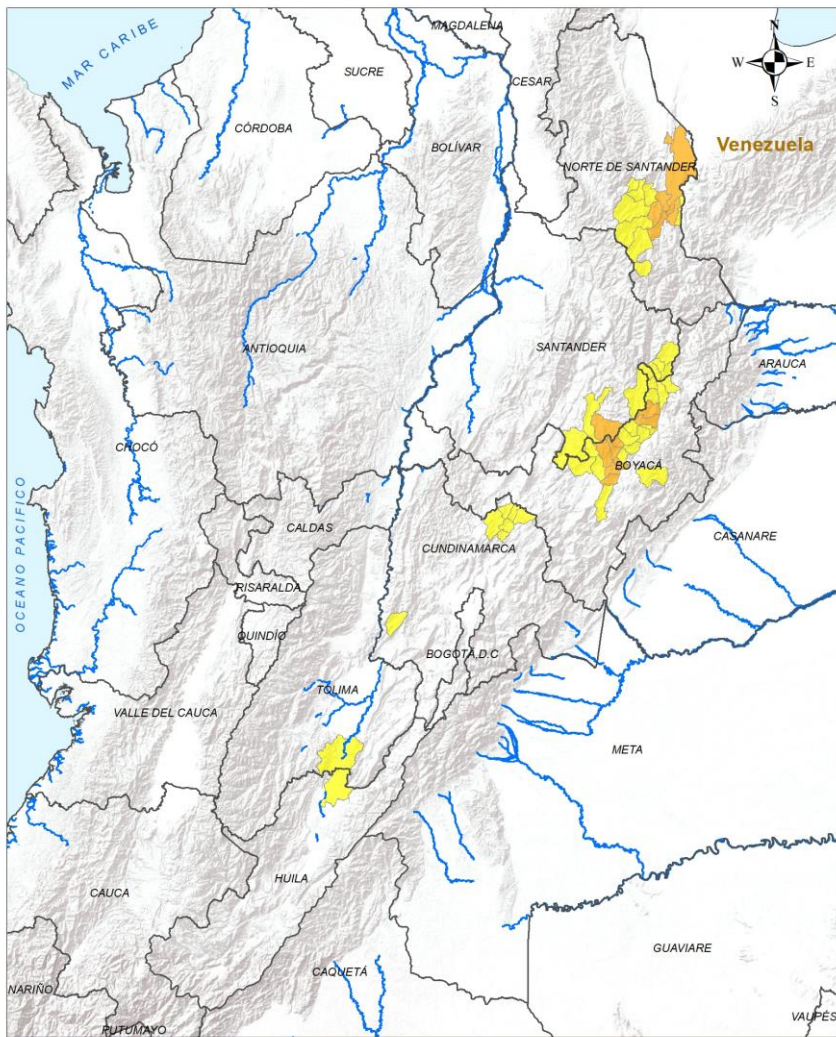 MAR CARIBE
MAGDALENA
N
W
E
S
SUCRE
CESAR
CÓRDOBA
BOLÍVAR
Venezuela
NORTE DE SANTANDER
ANTIOQUIA
SANTANDER
ARAUCA
CHOCÓ
BOYACÁ
OCEANO PACIFICO
CALDAS
CUNDINAMARCA
CASANARE
RISARALDA
QUINDÍO
BOGOTÁ, D.C
TOLIMA
VALLE DEL CAUCA
META
HUILA
CAUCA
GUAVIARE
CAQUETÁ
NARIÑO
PUTUMAYO
VAUPÉS